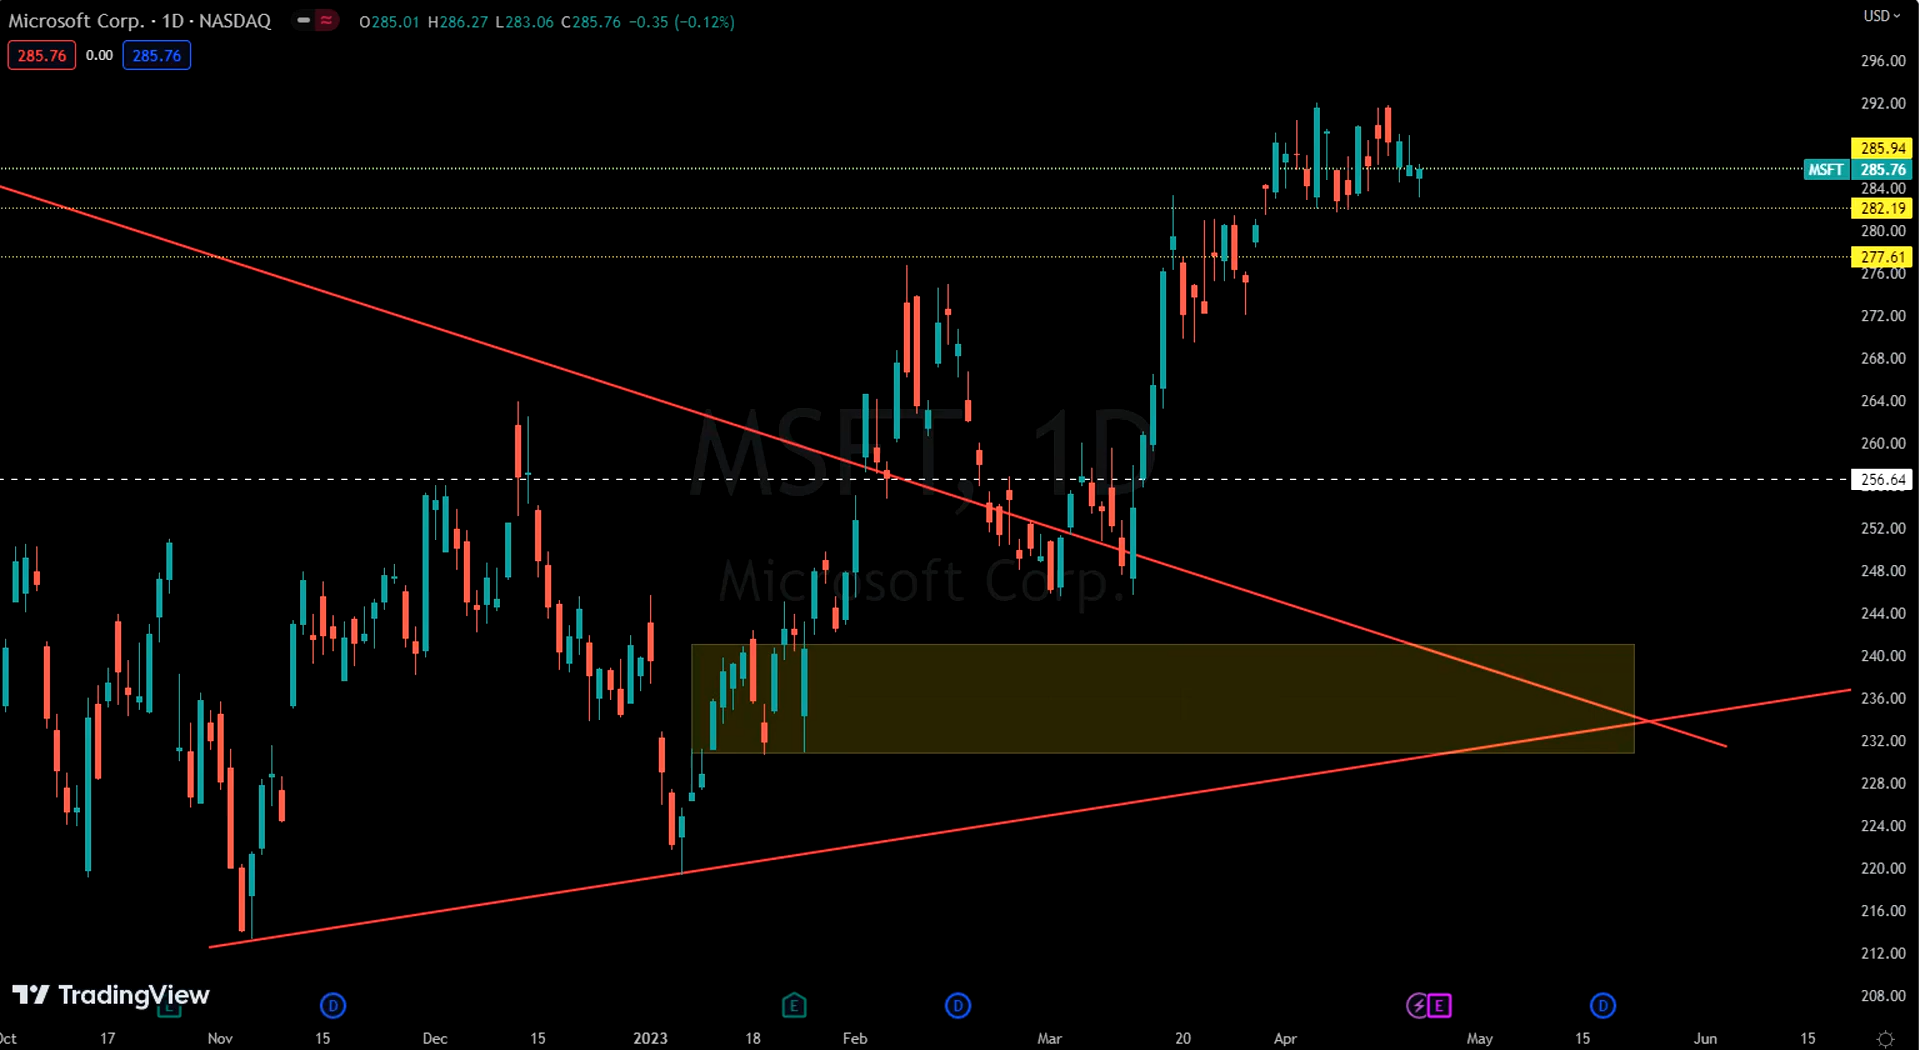 Microsoft Corp. · 1D · NASDAQ O285.01 H286.27 L283.06 C285.76 −0.35 (−0.12%)
USD
285.76 0.00 285.76
296.00
292.00
285.94
MSFT 285.76
284.00
282.19
280.00
277.61
276.00
272.00
268.00
264.00
MSFT, 1D
260.00
256.64
252.00
248.00
Microsoft Corp.
244.00
240.00
236.00
232.00
228.00
224.00
220.00
216.00
212.00
TradingView
208.00
E D E D E D
Oct 17 Nov 15 Dec 15 2023 18 Feb Mar 20 Apr May 15 Jun 15